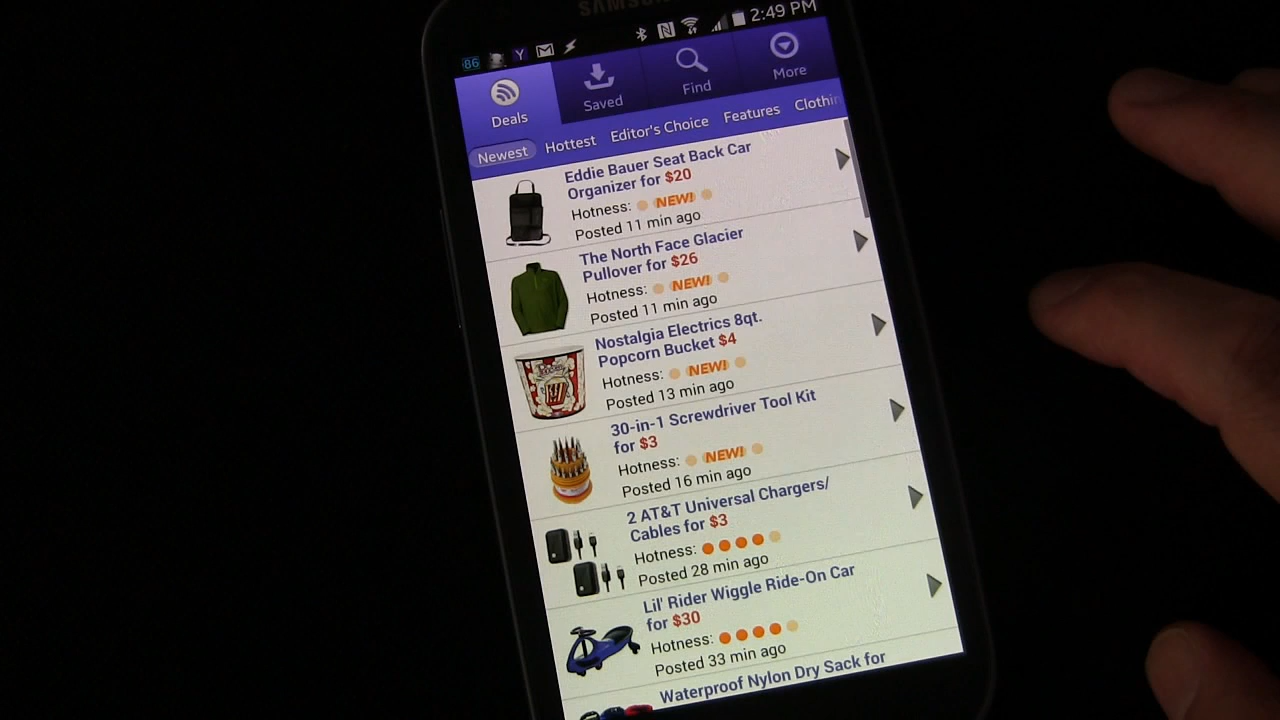 SAMSUNG
86 Y 2:49 PM
Deals Saved Find More
Newest Hottest Editor's Choice Features Clothin
Eddie Bauer Seat Back Car
Organizer for $20
Hotness: NEW!
Posted 11 min ago
The North Face Glacier
Pullover for $26
Hotness: NEW!
Posted 11 min ago
Nostalgia Electrics 8qt.
Popcorn Bucket $4
Hotness: NEW!
Posted 13 min ago
30-in-1 Screwdriver Tool Kit
for $3
Hotness: NEW!
Posted 16 min ago
2 AT&T Universal Chargers/
Cables for $3
Hotness:
Posted 28 min ago
Lil' Rider Wiggle Ride-On Car
for $30
Hotness:
Posted 33 min ago
Waterproof Nylon Dry Sack for